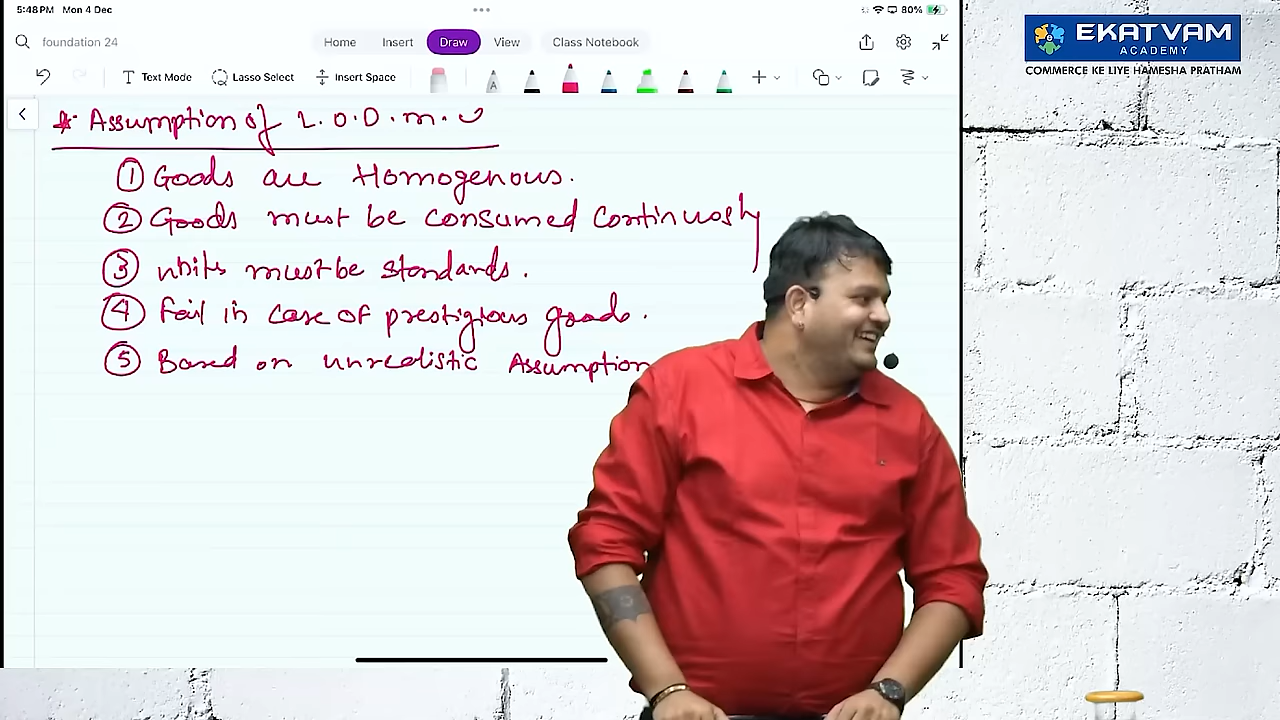 5:48 PM Mon 4 Dec
80%
foundation 24
Home Insert Draw View Class Notebook
Text Mode Lasso Select Insert Space
* Assumption of L.O.D.M.U
① Goods are Homogenous.
② Goods must be consumed continuosly
③ Units must be standards.
④ Fail in case of prestigious goods.
⑤ Based on unrealistic Assumption
EKATVAM
ACADEMY
COMMERCE KE LIYE HAMESHA PRATHAM